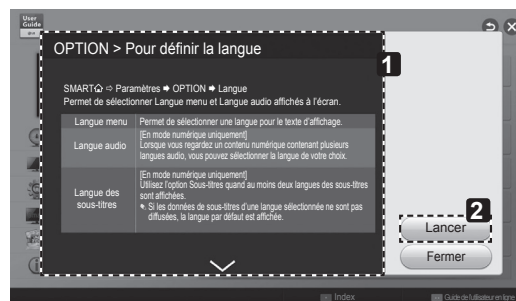 User
Guide
OPTION > Pour définir la langue
1
SMART ⇨ Paramètres ➡ OPTION ➡ Langue
Permet de sélectionner Langue menu et Langue audio affichés à l'écran.
Langue menu Permet de sélectionner une langue pour le texte d'affichage.
Langue audio
[En mode numérique uniquement]
Lorsque vous regardez un contenu numérique contenant plusieurs
langues audio, vous pouvez sélectionner la langue de votre choix.
Langue des
sous-titres
[En mode numérique uniquement]
Utilisez l'option Sous-titres quand au moins deux langues des sous-titres
sont affichées.
Si les données de sous-titres d'une langue sélectionnée ne sont pas
diffusées, la langue par défaut est affichée.
2
Lancer
Fermer
Index
Guide de l'utilisateur en ligne